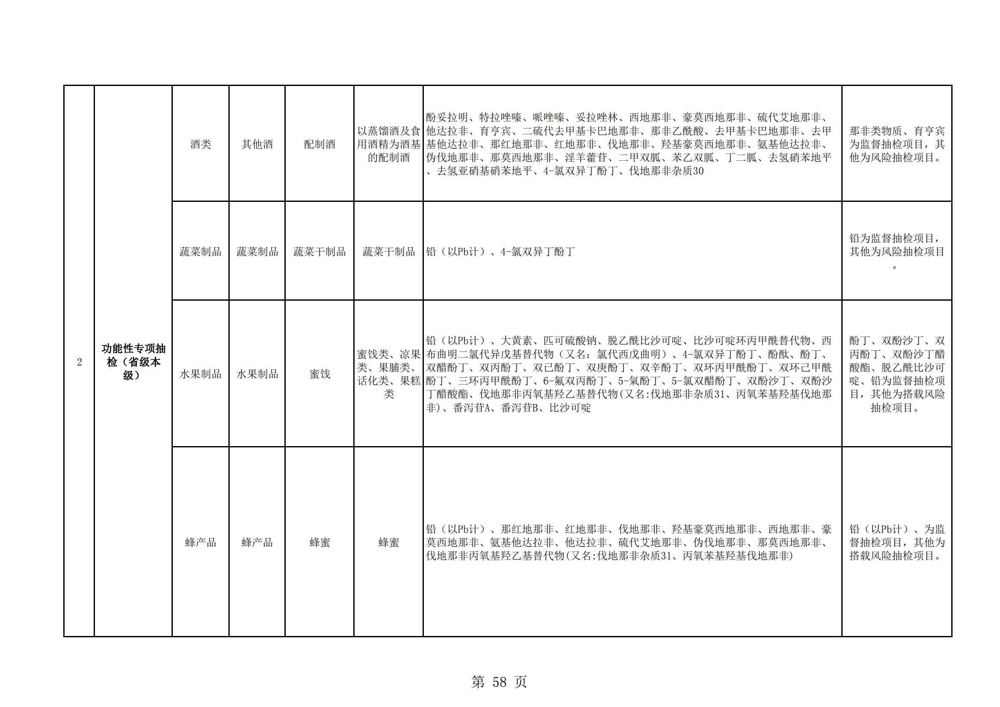 2
功能性专项抽
检（省级本
级）
酒类
其他酒
配制酒
以蒸馏酒及食
用酒精为酒基
的配制酒
酚妥拉明、特拉唑嗪、哌唑嗪、妥拉唑林、西地那非、豪莫西地那非、硫代艾地那非、
他达拉非、育亨宾、二硫代去甲基卡巴地那非、那非乙酰酸、去甲基卡巴地那非、去甲
基他达拉非、那红地那非、红地那非、伐地那非、羟基豪莫西地那非、氨基他达拉非、
伪伐地那非、那莫西地那非、淫羊藿苷、二甲双胍、苯乙双胍、丁二胍、去氢硝苯地平
、去氢亚硝基硝苯地平、4-氯双异丁酚丁、伐地那非杂质30
那非类物质、育亨宾
为监督抽检项目，其
他为风险抽检项目。
蔬菜制品
蔬菜制品
蔬菜干制品
蔬菜干制品
铅（以Pb计）、4-氯双异丁酚丁
铅为监督抽检项目，
其他为风险抽检项目
。
水果制品
水果制品
蜜饯
蜜饯类、凉果
类、果脯类、
话化类、果糕
类
铅（以Pb计）、大黄素、匹可硫酸钠、脱乙酰比沙可啶、比沙可啶环丙甲酰替代物、西
布曲明二氯代异戊基替代物（又名：氯代西戊曲明）、4-氯双异丁酚丁、酚酞、酚丁、
双醋酚丁、双丙酚丁、双已酚丁、双庚酚丁、双辛酚丁、双环丙甲酰酚丁、双环己甲酰
酚丁、三环丙甲酰酚丁、6-氟双丙酚丁、5-氯酚丁、5-氯双醋酚丁、双酚沙丁、双酚沙
丁醋酸酯、伐地那非丙氧基羟乙基替代物(又名:伐地那非杂质31、丙氧苯基羟基伐地那
非)、番泻苷A、番泻苷B、比沙可啶
酚丁、双酚沙丁、双
丙酚丁、双酚沙丁醋
酸酯、脱乙酰比沙可
啶、铅为监督抽检项
目，其他为搭载风险
抽检项目。
蜂产品
蜂产品
蜂蜜
蜂蜜
铅（以Pb计）、那红地那非、红地那非、伐地那非、羟基豪莫西地那非、西地那非、豪
莫西地那非、氨基他达拉非、他达拉非、硫代艾地那非、伪伐地那非、那莫西地那非、
伐地那非丙氧基羟乙基替代物(又名:伐地那非杂质31、丙氧苯基羟基伐地那非)
铅（以Pb计）、为监
督抽检项目，其他为
搭载风险抽检项目。
第 58 页